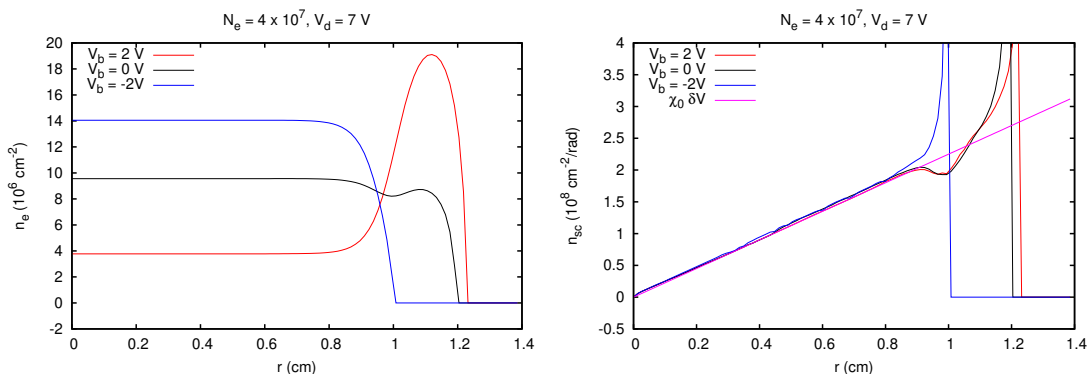 N_e = 4 x 10^7, V_d = 7 V
V_b = 2 V
V_b = 0 V
V_b = -2V
20
18
16
14
12
10
8
6
4
2
0
-2
n_e (10^6 cm^-2)
0
0.2
0.4
0.6
0.8
1
1.2
1.4
r (cm)
N_e = 4 x 10^7, V_d = 7 V
V_b = 2 V
V_b = 0 V
V_b = -2V
χ_0 δV
4
3.5
3
2.5
2
1.5
1
0.5
0
-0.5
n_sc (10^8 cm^-2/rad)
0
0.2
0.4
0.6
0.8
1
1.2
1.4
r (cm)